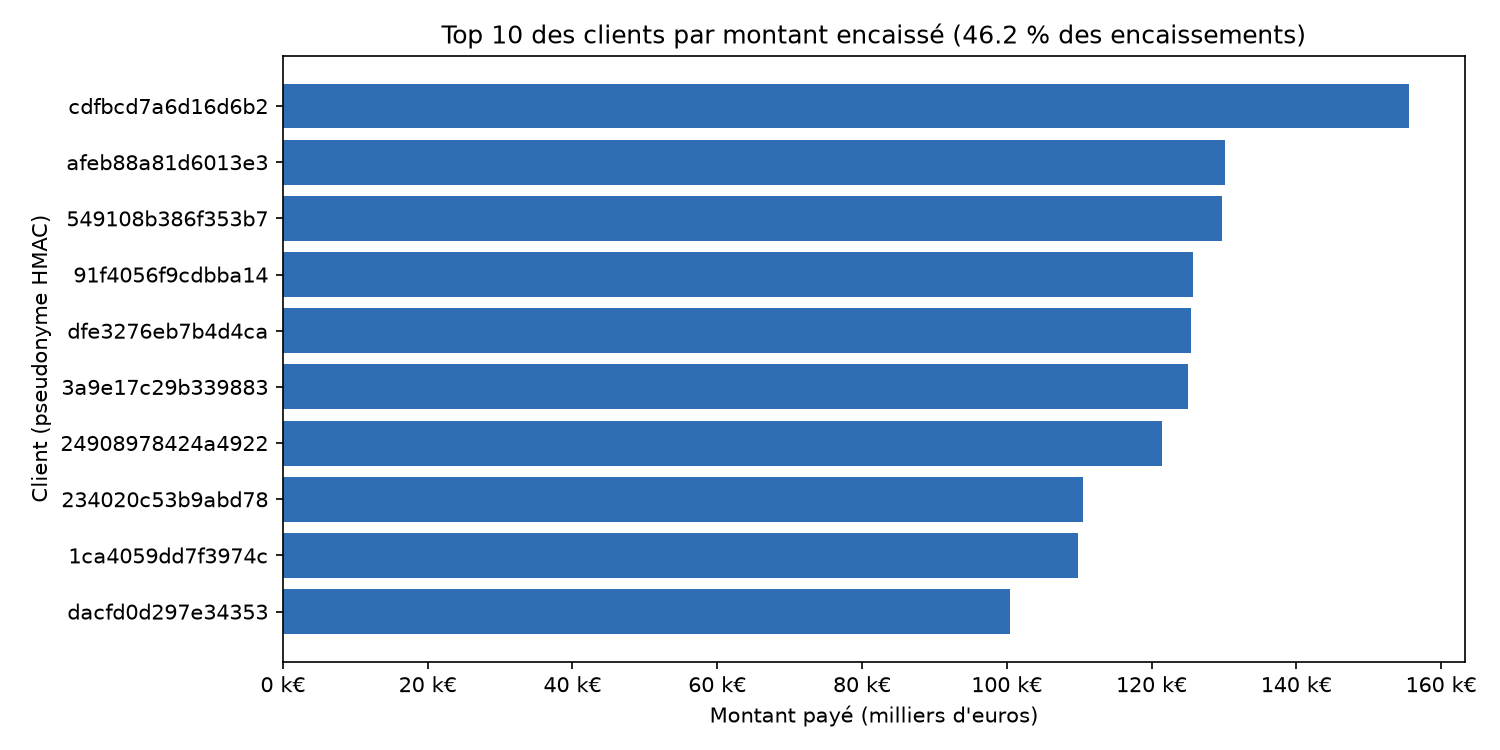 Top 10 des clients par montant encaissé (46.2 % des encaissements)
Client (pseudonyme HMAC)
cdfbcd7a6d16d6b2
afeb88a81d6013e3
549108b386f353b7
91f4056f9cdbba14
dfe3276eb7b4d4ca
3a9e17c29b339883
24908978424a4922
234020c53b9abd78
1ca4059dd7f3974c
dacfd0d297e34353
0 k€ 20 k€ 40 k€ 60 k€ 80 k€ 100 k€ 120 k€ 140 k€ 160 k€
Montant payé (milliers d'euros)